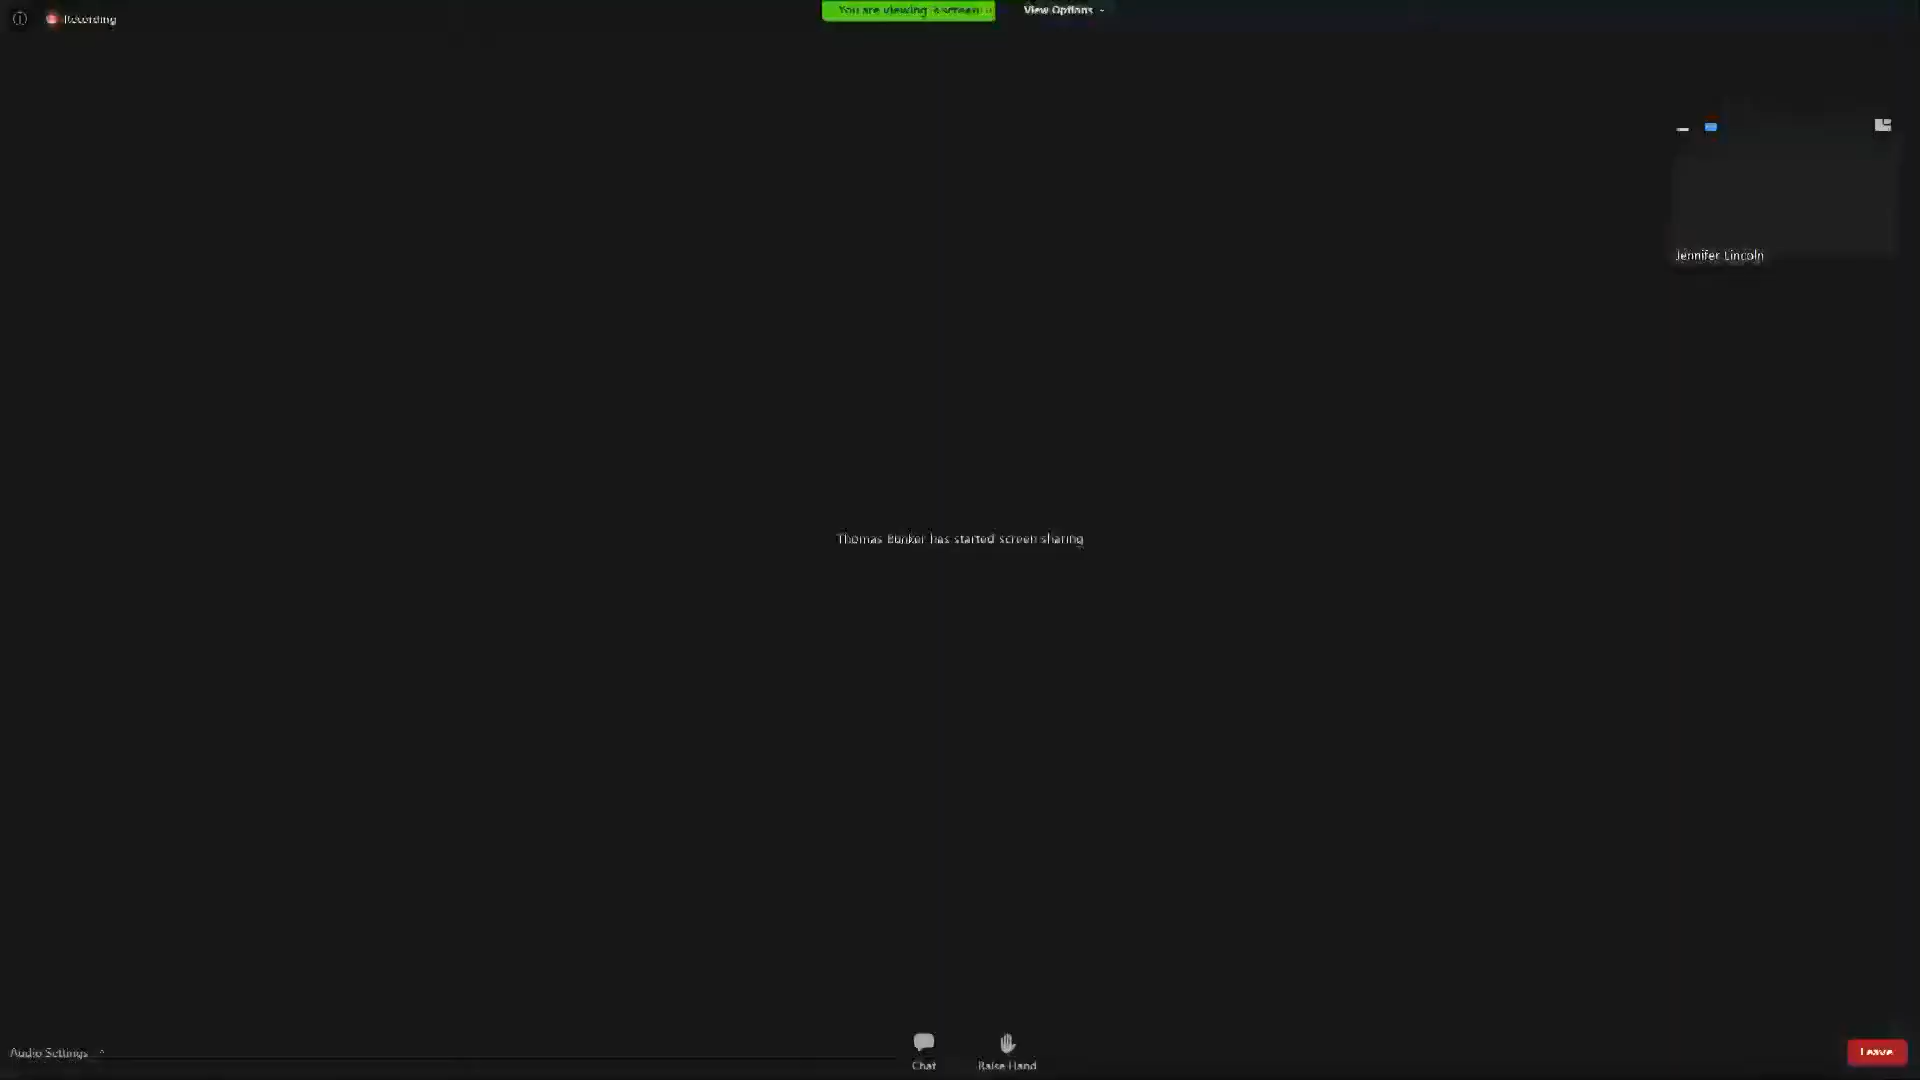 Recording
You are viewing a screen
View Options
Jennifer Lincoln
Thomas Bunker has started screen sharing
Audio Settings
Chat
Raise Hand
Leave